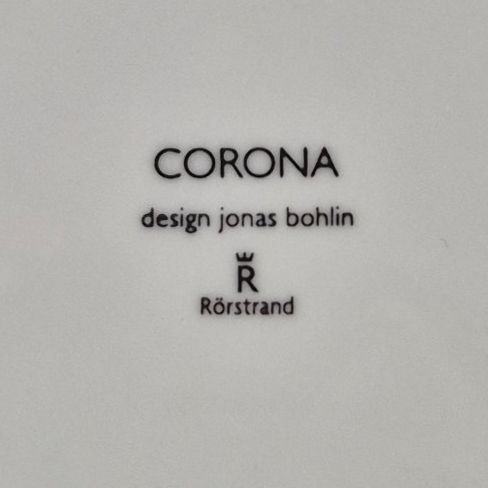 CORONA
design jonas bohlin
R
Rörstrand